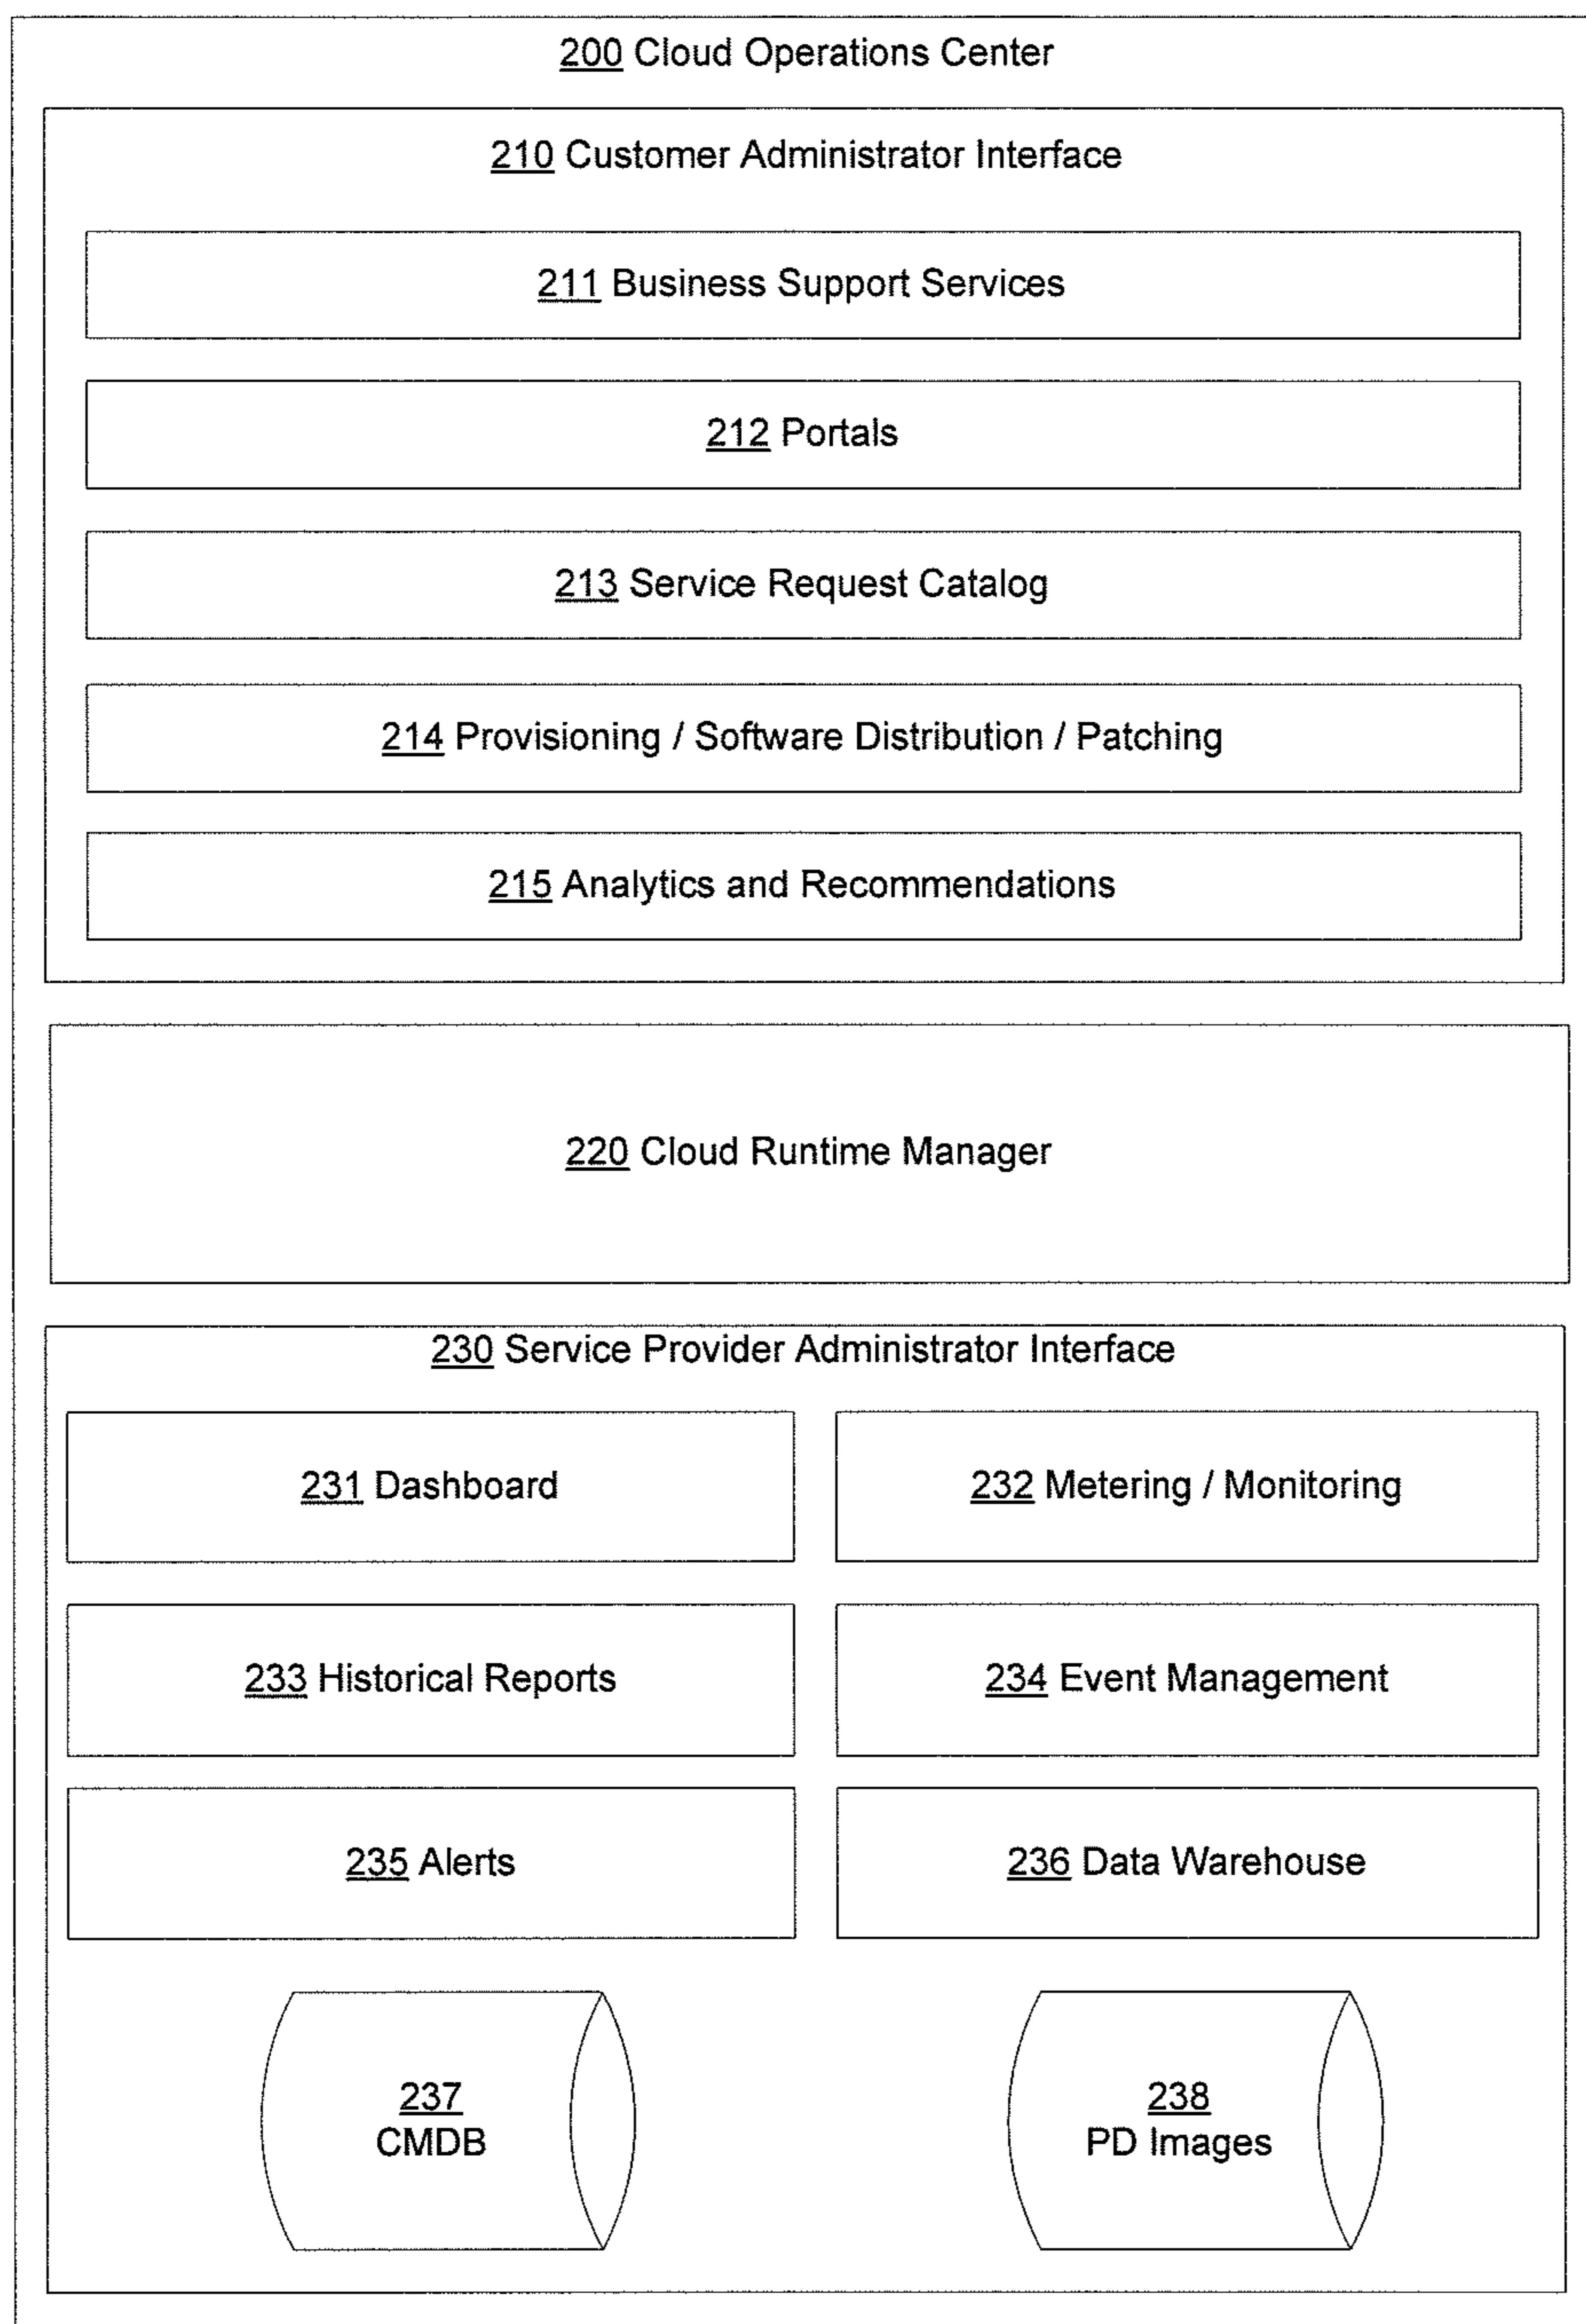 200 Cloud Operations Center
210 Customer Administrator Interface
211 Business Support Services
212 Portals
213 Service Request Catalog
214 Provisioning / Software Distribution / Patching
215 Analytics and Recommendations
220 Cloud Runtime Manager
230 Service Provider Administrator Interface
231 Dashboard
232 Metering / Monitoring
233 Historical Reports
234 Event Management
235 Alerts
236 Data Warehouse
237
CMDB
238
PD Images